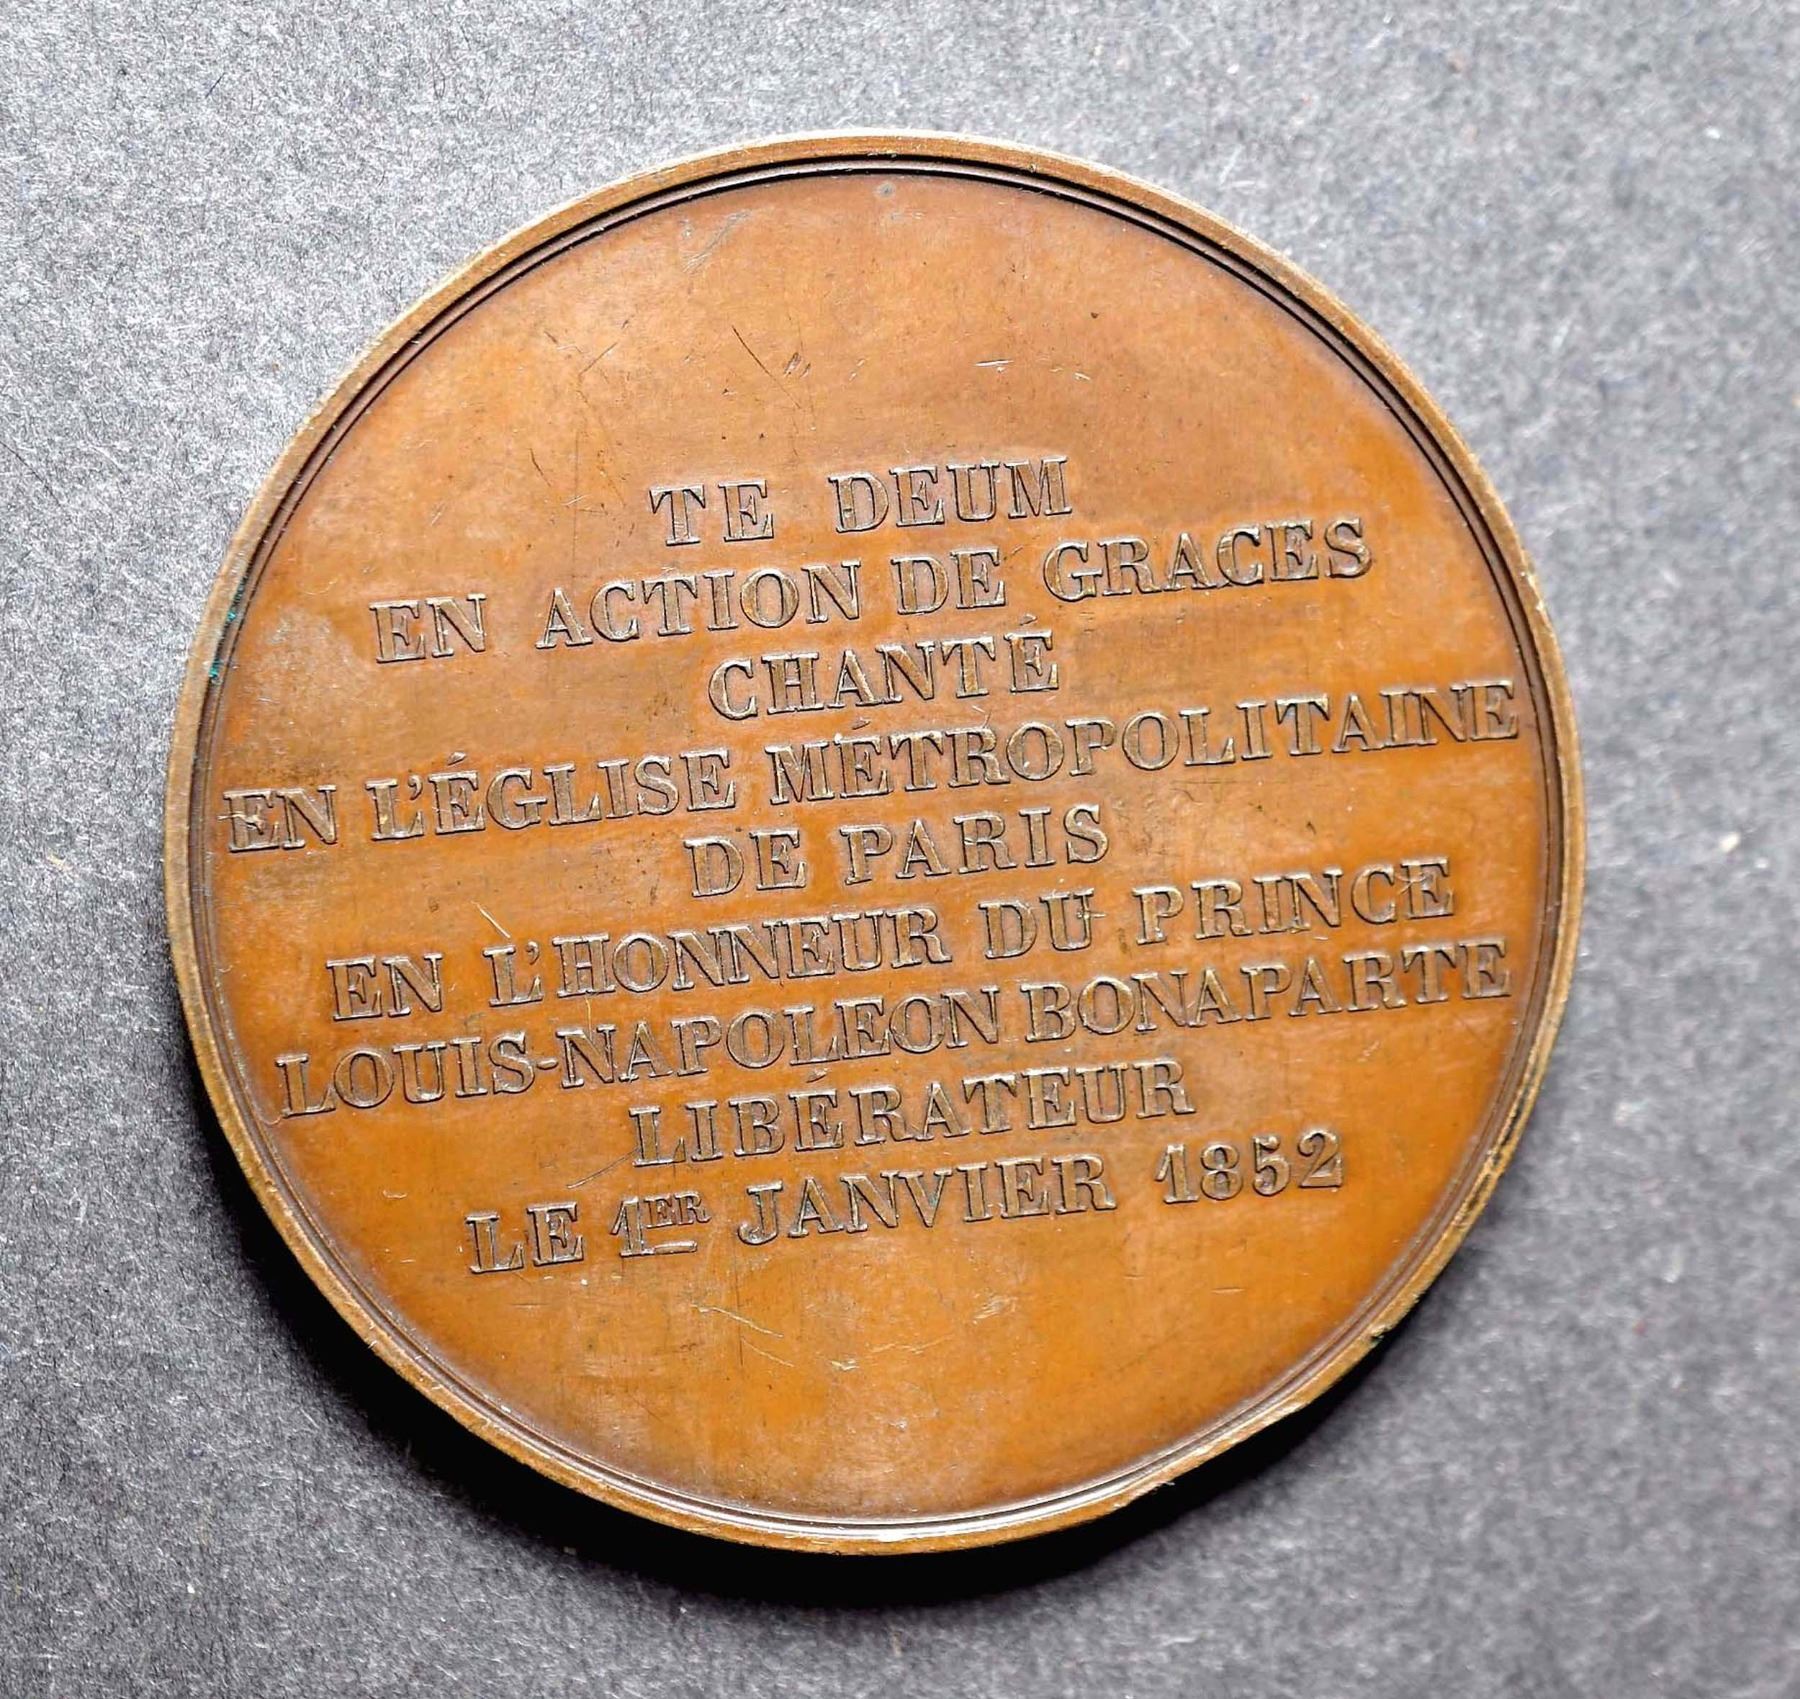 TE DEUM
EN ACTION DE GRACES
CHANTÉ
EN L'ÉGLISE MÉTROPOLITAINE
DE PARIS
EN L'HONNEUR DU PRINCE
LOUIS-NAPOLEON BONAPARTE
LIBÉRATEUR
LE 1ER JANVIER 1852